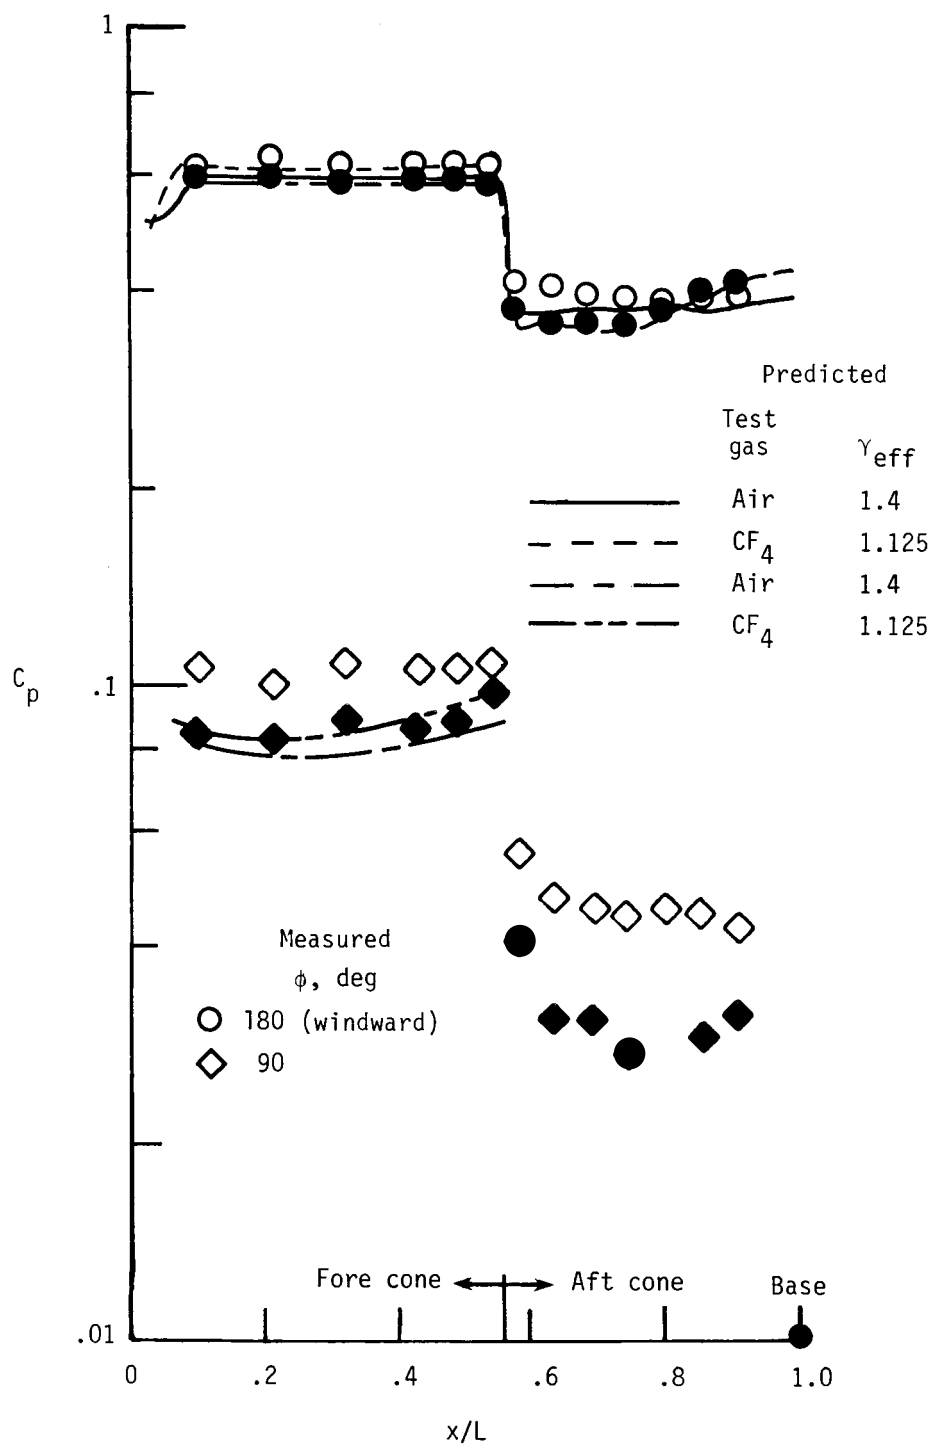 1
Predicted
Test
gas
γeff
Air 1.4
CF4 1.125
Air 1.4
CF4 1.125
Cp
.1
Measured
ϕ, deg
180 (windward)
90
Fore cone
Aft cone
Base
.01
0 .2 .4 .6 .8 1.0
x/L